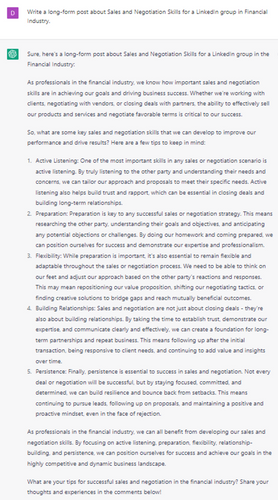 D
Write a long-form post about Sales and Negotiation Skills for a Linkedin group in Financial
Industry.
Sure, here's a long-form post about Sales and Negotiation Skills for a LinkedIn group in the
Financial industry:
As professionals in the financial industry, we know how important sales and negotiation
skills are in achieving our goals and driving business success. Whether we're working with
clients, negotiating with vendors, or closing deals with partners, the ability to effectively sell
our products and services and negotiate favorable terms is critical to our success.
So, what are some key sales and negotiation skills that we can develop to improve our
performance and drive results? Here are a few tips to keep in mind:
1. Active Listening: One of the most important skills in any sales or negotiation scenario is
active listening. By truly listening to the other party and understanding their needs and
concerns, we can tailor our approach and proposals to meet their specific needs. Active
listening also helps build trust and rapport, which can be essential in closing deals and
building long-term relationships.
2. Preparation: Preparation is key to any successful sales or negotiation strategy. This means
researching the other party, understanding their goals and objectives, and anticipating
any potential objections or challenges. By doing our homework and coming prepared, we
can position ourselves for success and demonstrate our expertise and professionalism.
3. Flexibility: While preparation is important, it's also essential to remain flexible and
adaptable throughout the sales or negotiation process. We need to be able to think on
our feet and adjust our approach based on the other party's reactions and responses.
This may mean repositioning our value proposition, shifting our negotiating tactics, or
finding creative solutions to bridge gaps and reach mutually beneficial outcomes.
4. Building Relationships: Sales and negotiation are not just about closing deals – they're
also about building relationships. By taking the time to establish trust, demonstrate our
expertise, and communicate clearly and effectively, we can create a foundation for long-
term partnerships and repeat business. This means following up after the initial
transaction, being responsive to client needs, and continuing to add value and insights
over time.
5. Persistence: Finally, persistence is essential to success in sales and negotiation. Not every
deal or negotiation will be successful, but by staying focused, committed, and
determined, we can build resilience and bounce back from setbacks. This means
continuing to pursue leads, following up on proposals, and maintaining a positive and
proactive mindset, even in the face of rejection.
As professionals in the financial industry, we can all benefit from developing our sales and
negotiation skills. By focusing on active listening, preparation, flexibility, relationship-
building, and persistence, we can position ourselves for success and achieve our goals in the
highly competitive and dynamic business landscape.
What are your tips for successful sales and negotiation in the financial industry? Share your
thoughts and experiences in the comments below!